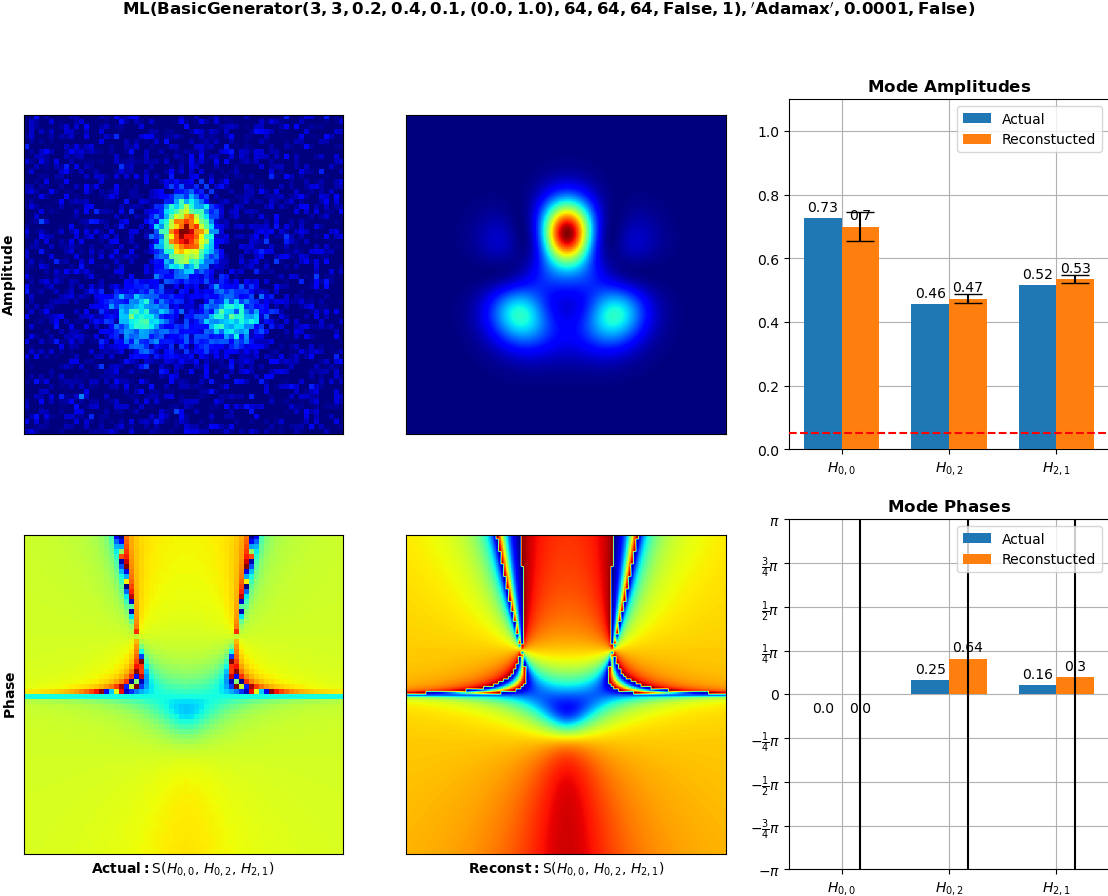 ML(BasicGenerator(3, 3, 0.2, 0.4, 0.1, (0.0, 1.0), 64, 64, 64, False, 1), ′Adamax′, 0.0001, False)
Mode Amplitudes
Amplitude
1.0
0.8
0.6
0.4
0.2
0.0
Actual
Reconstucted
0.73
0.7
0.46
0.47
0.52
0.53
H0,0
H0,2
H2,1
Mode Phases
Phase
π
3/4π
1/2π
1/4π
0
−1/4π
−1/2π
−3/4π
−π
Actual
Reconstucted
0.0
0.0
0.25
0.64
0.16
0.3
H0,0
H0,2
H2,1
Actual: S(H0,0, H0,2, H2,1)
Reconst: S(H0,0, H0,2, H2,1)